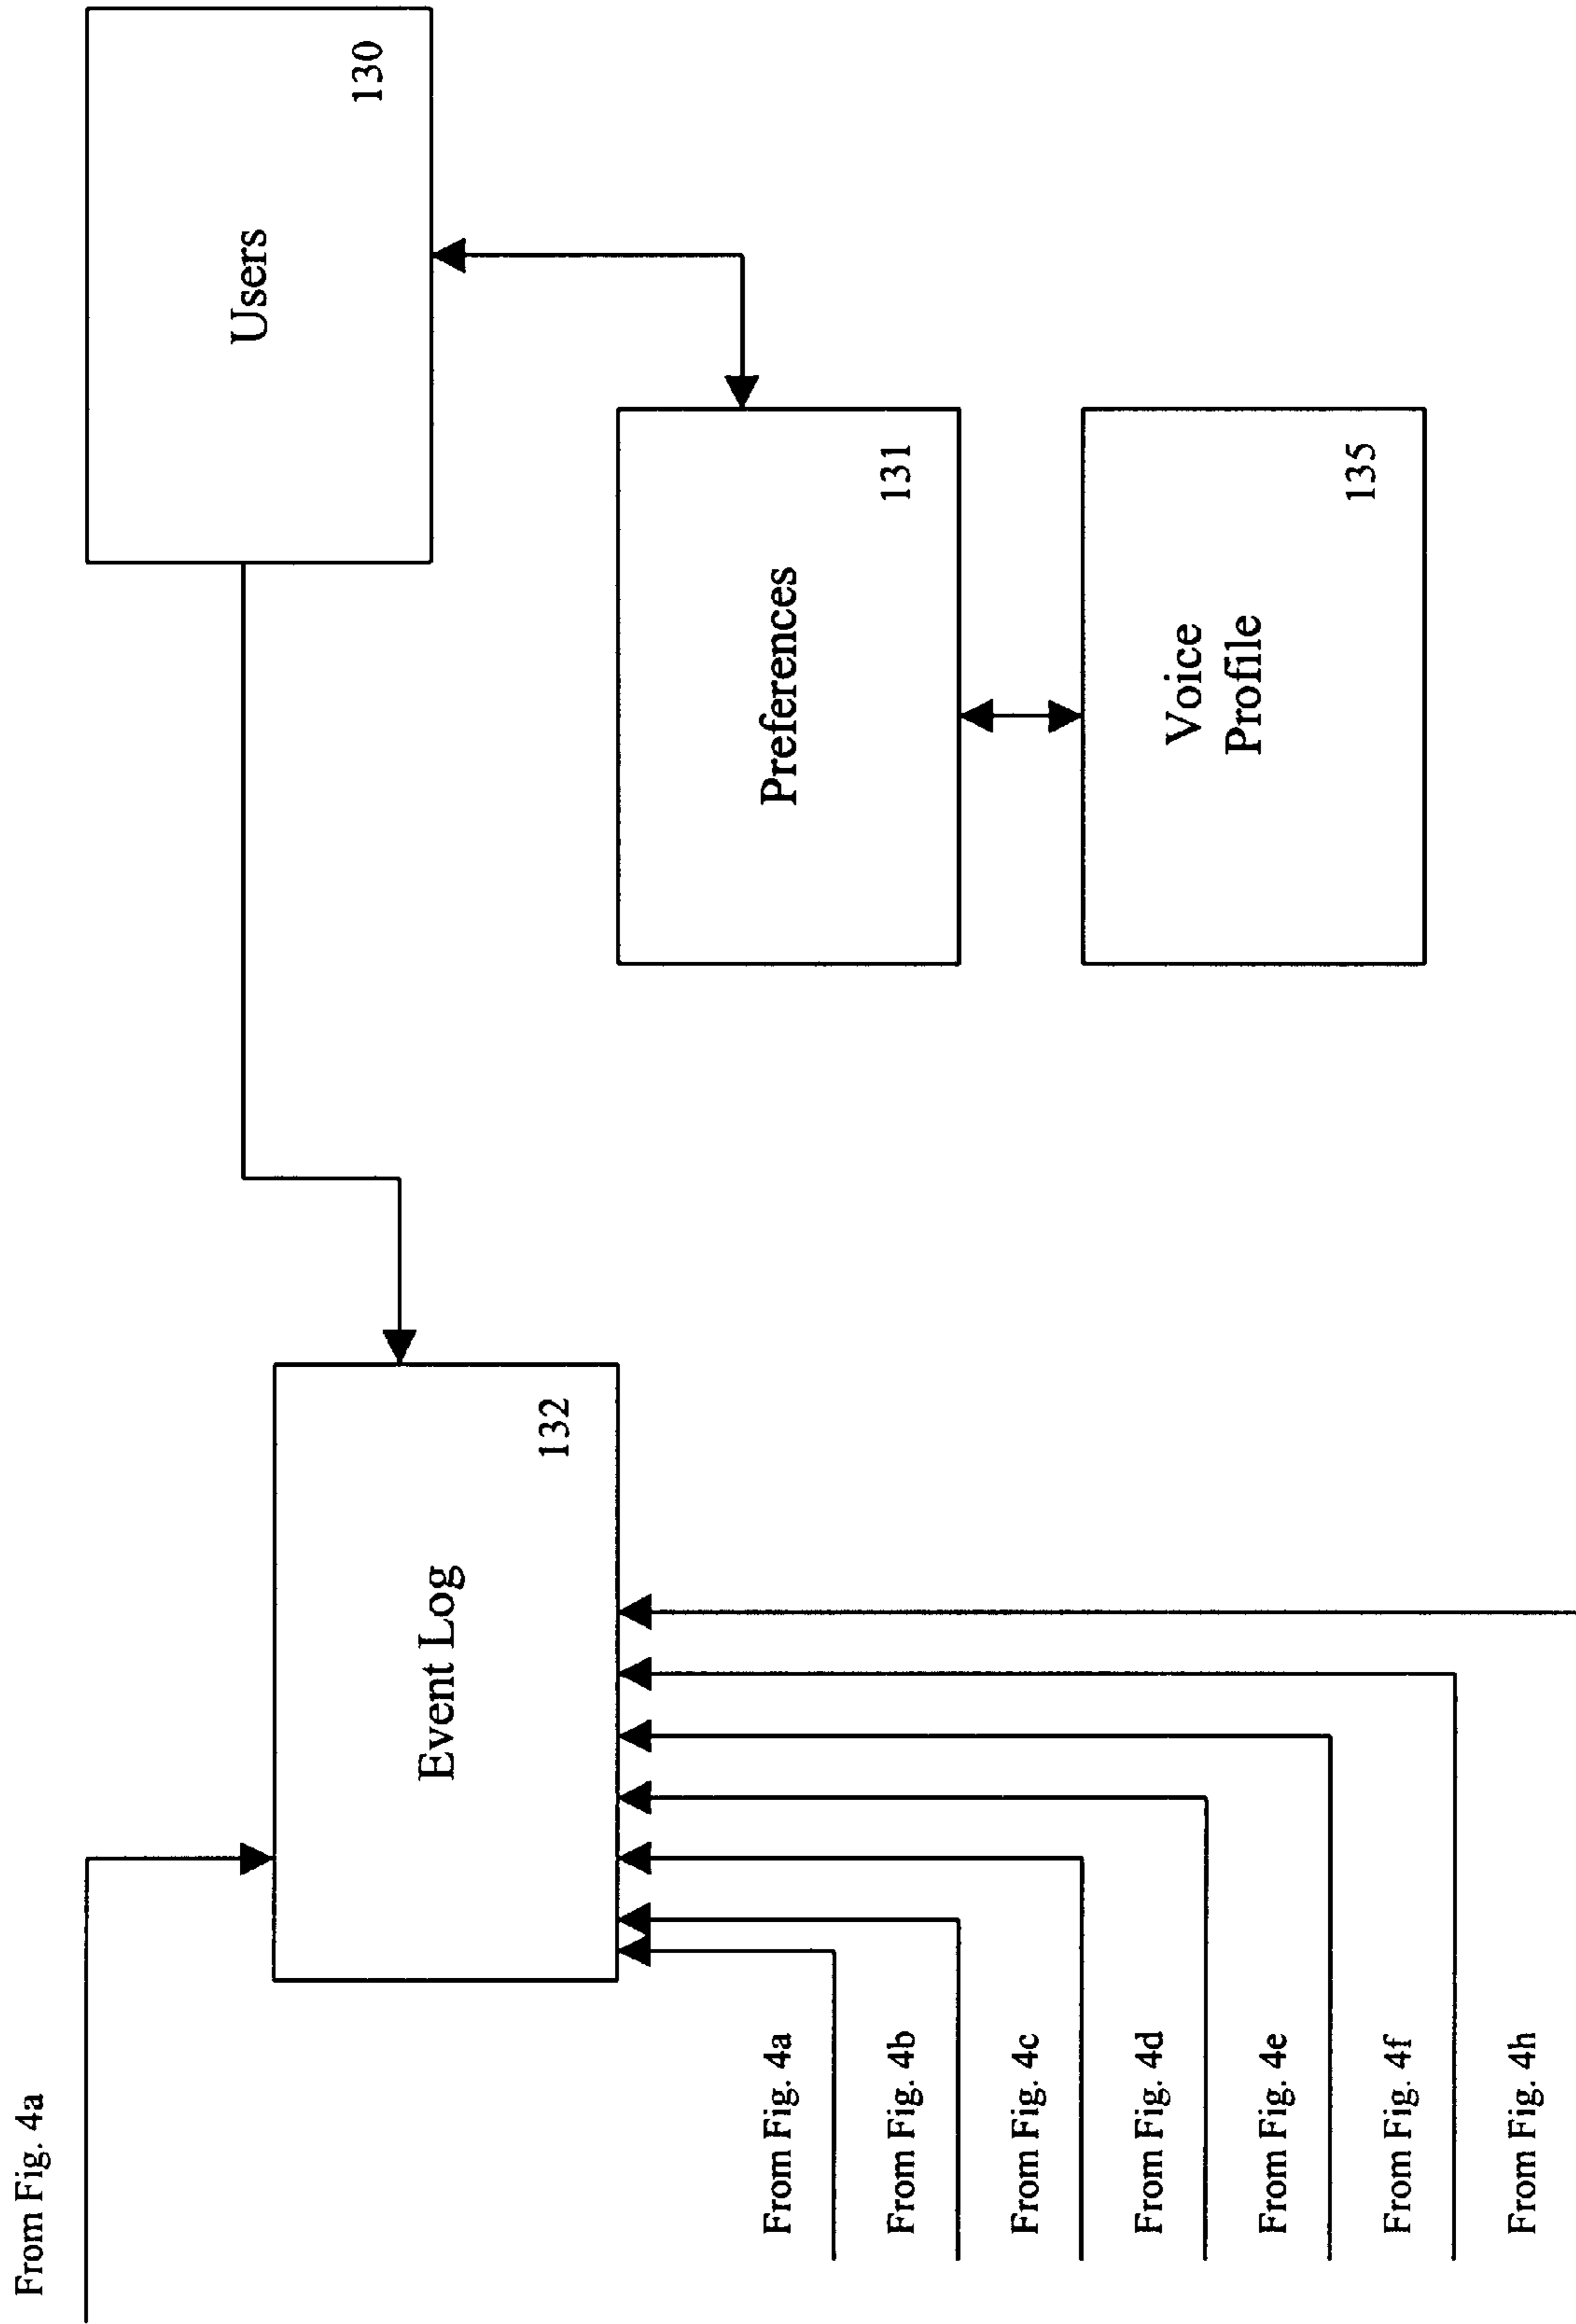 From Fig. 4a
Users
130
Event Log
132
Preferences
131
Voice
Profile
135
From Fig. 4a
From Fig. 4b
From Fig. 4c
From Fig. 4d
From Fig. 4e
From Fig. 4f
From Fig. 4h